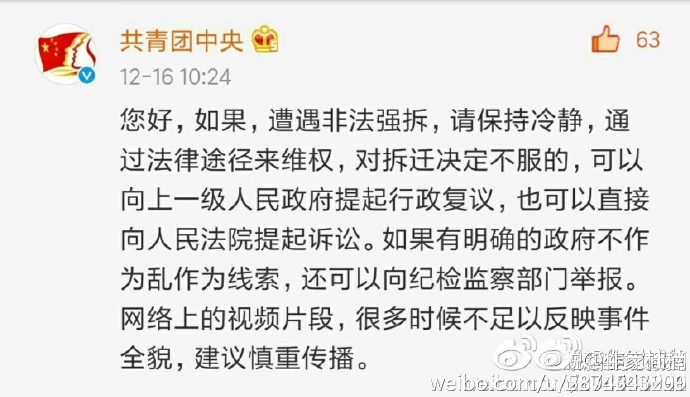 共青团中央
63
12-16 10:24
您好，如果，遭遇非法强拆，请保持冷静，通
过法律途径来维权，对拆迁决定不服的，可以
向上一级人民政府提起行政复议，也可以直接
向人民法院提起诉讼。如果有明确的政府不作
为乱作为线索，还可以向纪检监察部门举报。
网络上的视频片段，很多时候不足以反映事件
全貌，建议慎重传播。